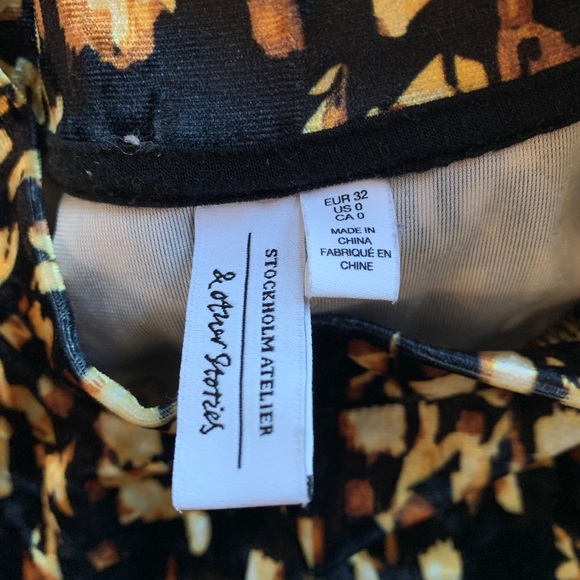 EUR 32
US 0
CA 0
MADE IN
CHINA
FABRIQUÉ EN
CHINE
STOCKHOLM ATELIER
& other Stories